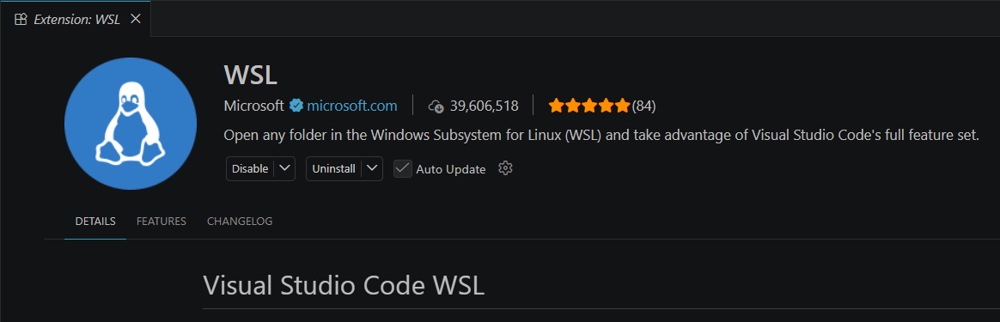 Extension: WSL
WSL
Microsoft microsoft.com 39,606,518 (84)
Open any folder in the Windows Subsystem for Linux (WSL) and take advantage of Visual Studio Code's full feature set.
Disable Uninstall Auto Update
DETAILS FEATURES CHANGELOG
Visual Studio Code WSL